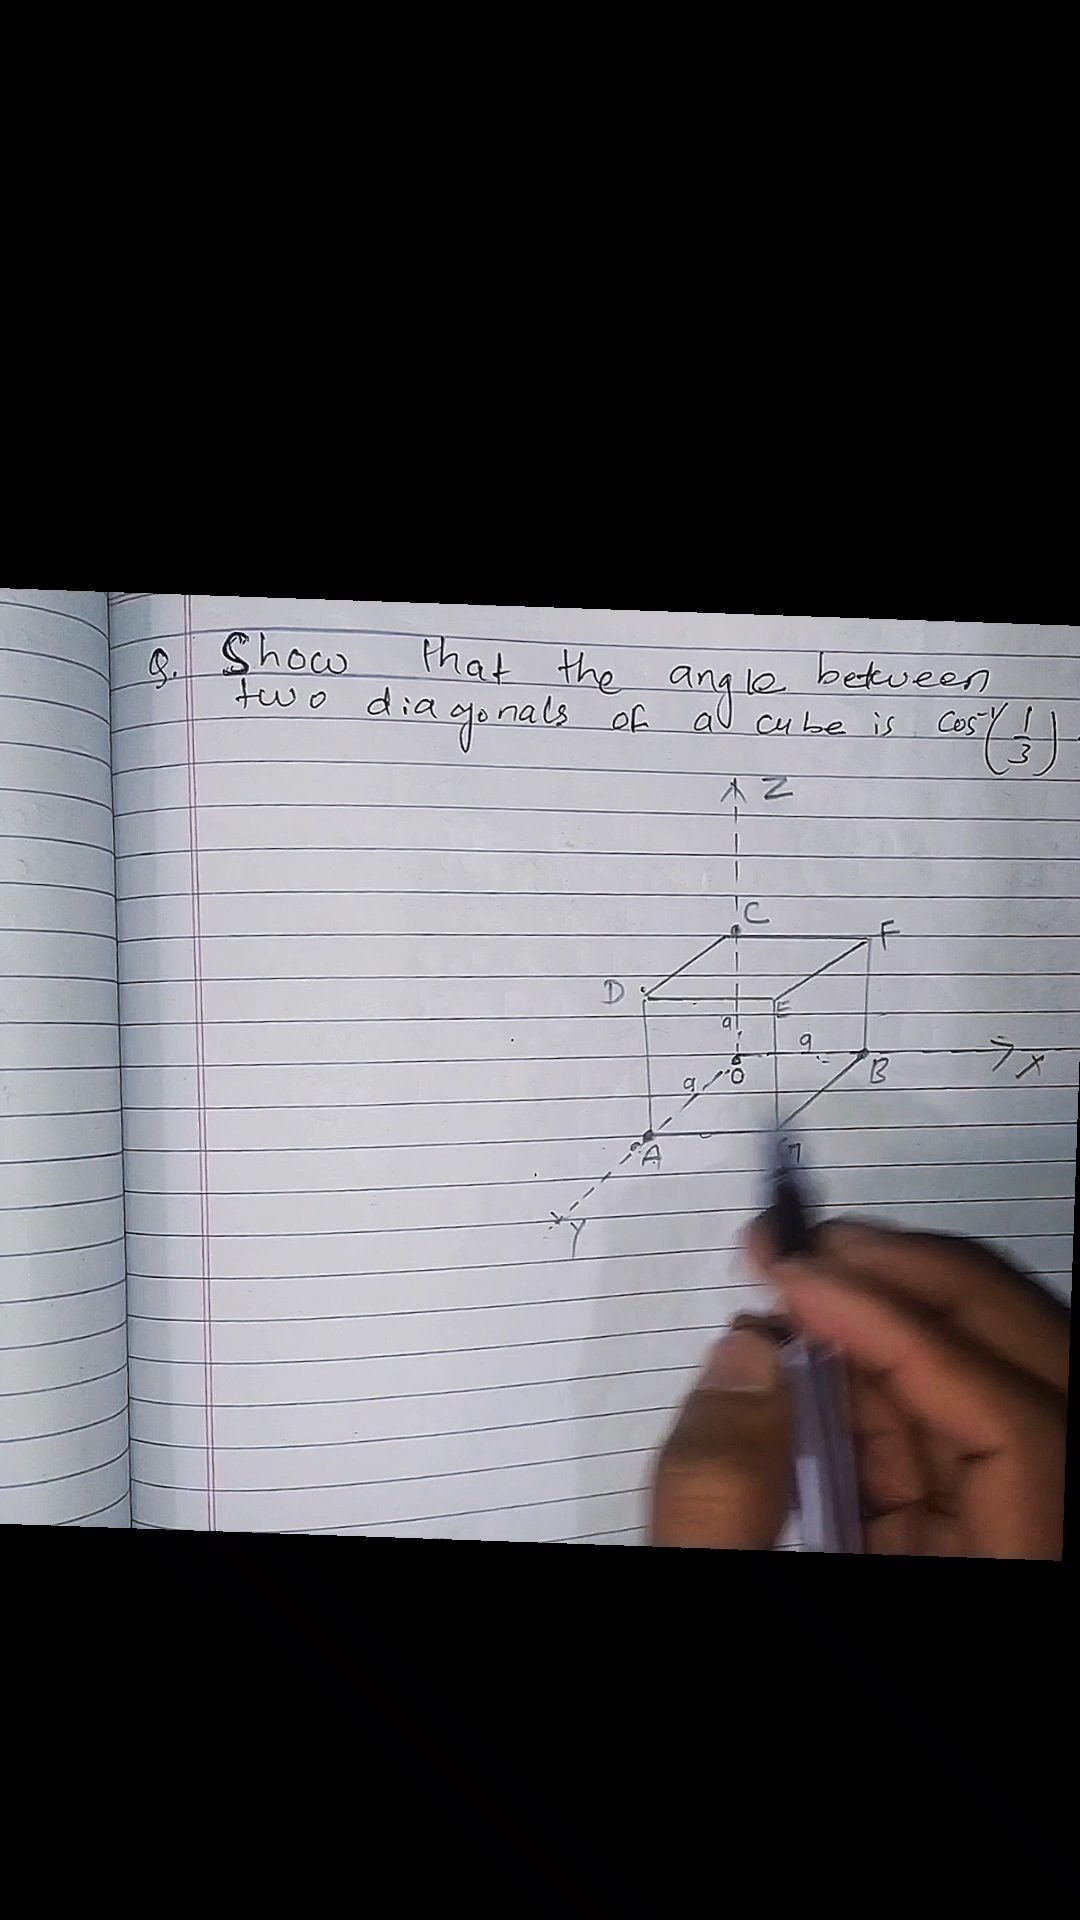 Q. Show that the angle between
two diagonals of a cube is cos⁻¹(1/3).
Z
C
F
D
E
a
a
O
B
X
a
A
Y